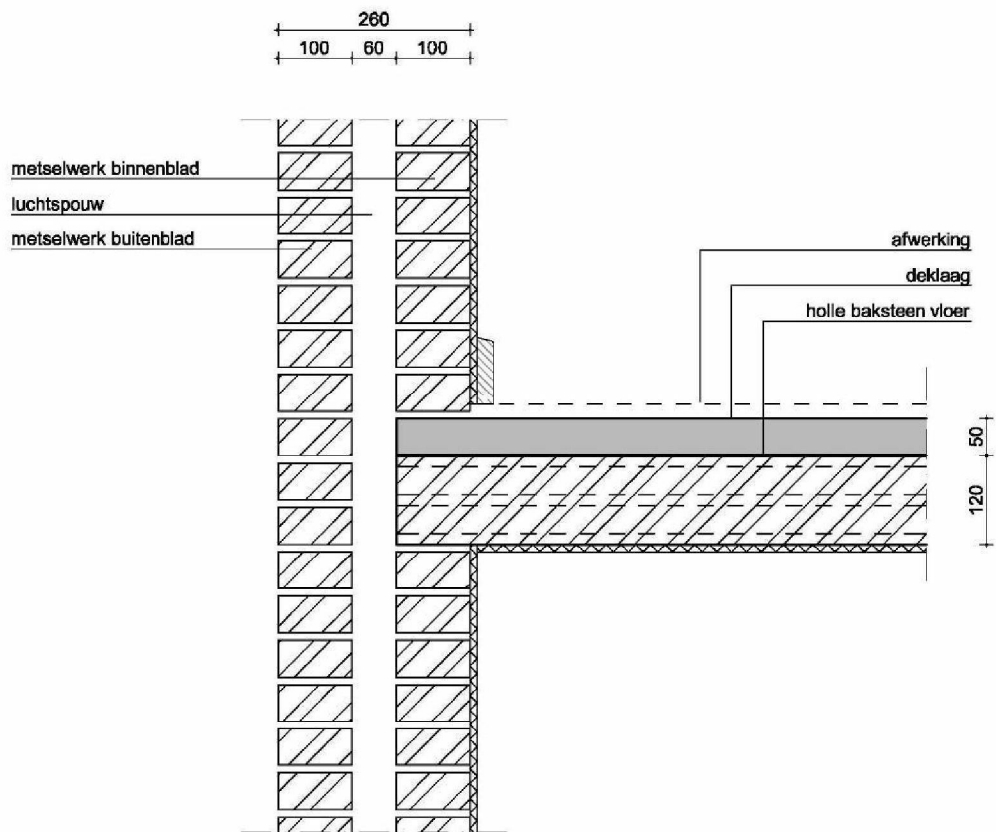 260
100 60 100
metselwerk binnenblad
luchtspouw
metselwerk buitenblad
afwerking
deklaag
holle baksteen vloer
50
120